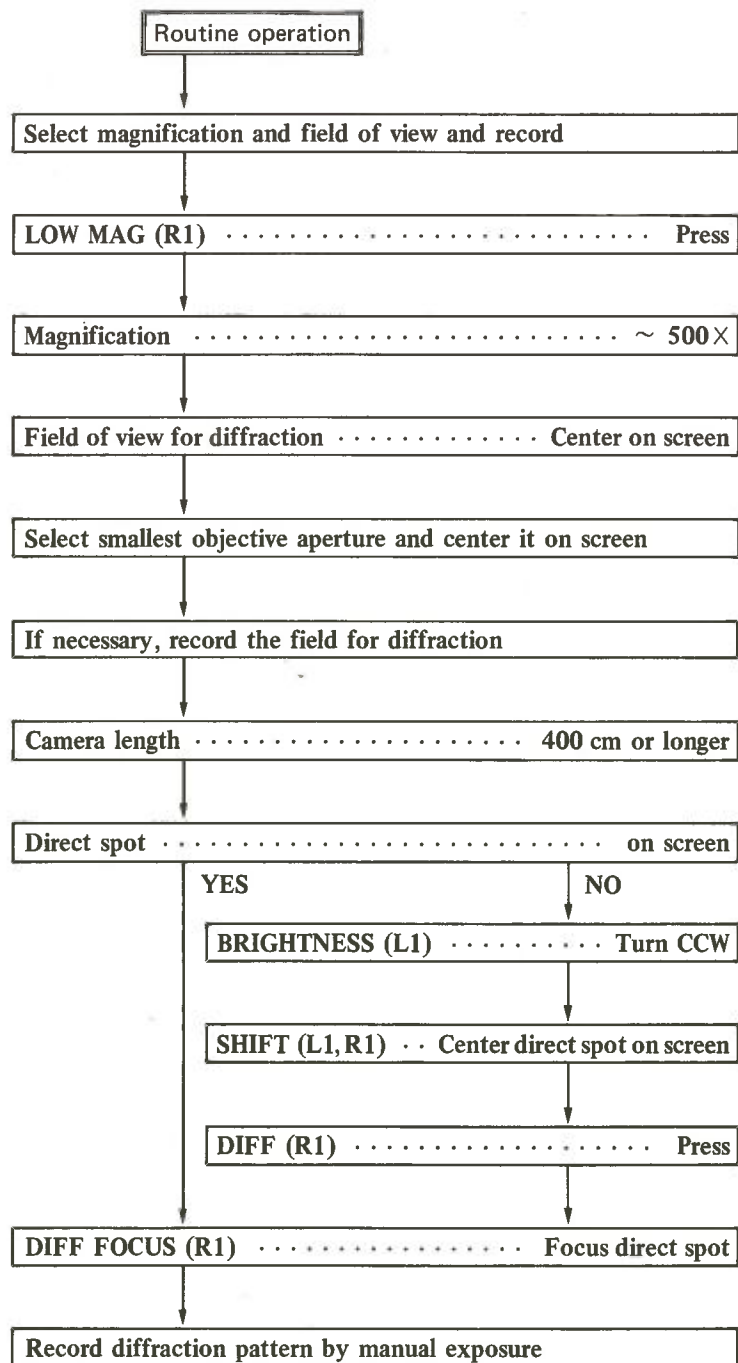 Routine operation
Select magnification and field of view and record
LOW MAG (R1) · · · · · · · · · · · · · · · · · · · · · · · · · · · Press
Magnification · · · · · · · · · · · · · · · · · · · · · · · · · · · · ~ 500×
Field of view for diffraction · · · · · · · · · · · · · Center on screen
Select smallest objective aperture and center it on screen
If necessary, record the field for diffraction
Camera length · · · · · · · · · · · · · · · · · · · · · 400 cm or longer
Direct spot · · · · · · · · · · · · · · · · · · · · · · · · · · · · on screen
YES NO
BRIGHTNESS (L1) · · · · · · · · · · Turn CCW
SHIFT (L1, R1) · · Center direct spot on screen
DIFF (R1) · · · · · · · · · · · · · · · · · · · Press
DIFF FOCUS (R1) · · · · · · · · · · · · · · · · Focus direct spot
Record diffraction pattern by manual exposure